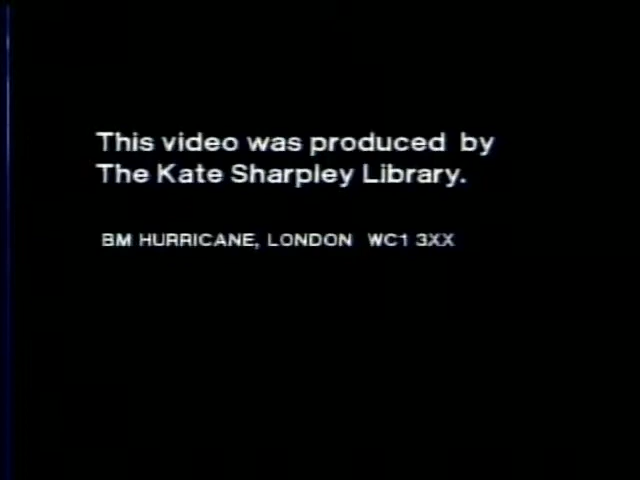 This video was produced by
The Kate Sharpley Library.
BM HURRICANE, LONDON WC1 3XX